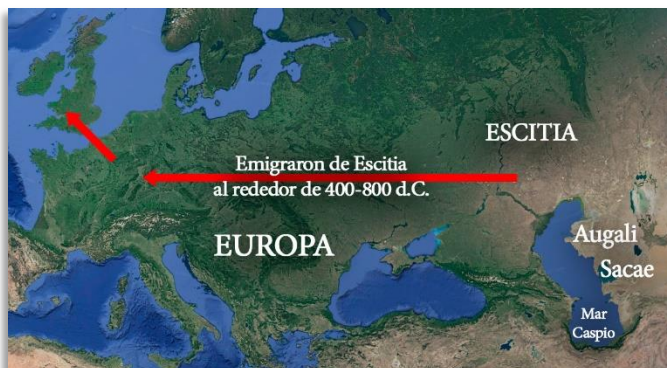 ESCITIA
Emigraron de Escitia
al rededor de 400-800 d.C.
EUROPA
Augali
Sacae
Mar
Caspio